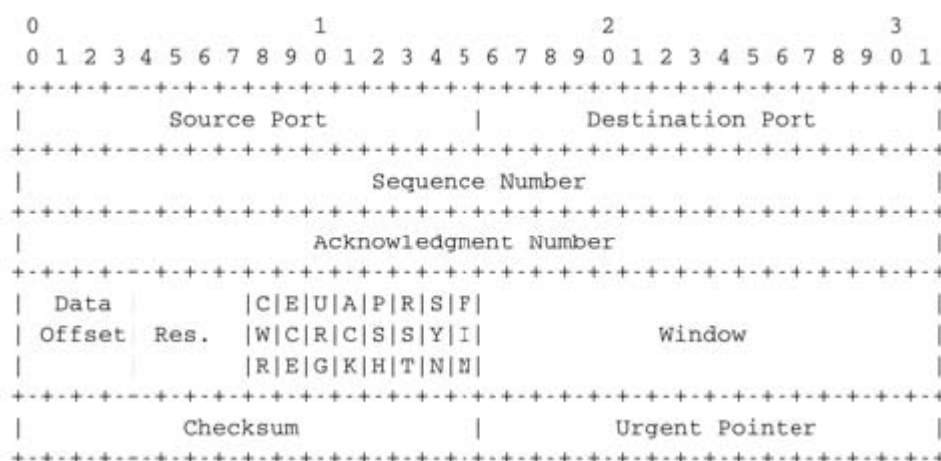 0                   1                   2                   3
0 1 2 3 4 5 6 7 8 9 0 1 2 3 4 5 6 7 8 9 0 1 2 3 4 5 6 7 8 9 0 1
+-+-+-+-+-+-+-+-+-+-+-+-+-+-+-+-+-+-+-+-+-+-+-+-+-+-+-+-+-+-+-+-+
| Source Port | Destination Port |
+-+-+-+-+-+-+-+-+-+-+-+-+-+-+-+-+-+-+-+-+-+-+-+-+-+-+-+-+-+-+-+-+
| Sequence Number |
+-+-+-+-+-+-+-+-+-+-+-+-+-+-+-+-+-+-+-+-+-+-+-+-+-+-+-+-+-+-+-+-+
| Acknowledgment Number |
+-+-+-+-+-+-+-+-+-+-+-+-+-+-+-+-+-+-+-+-+-+-+-+-+-+-+-+-+-+-+-+-+
| Data | |C|E|U|A|P|R|S|F| |
| Offset | Res. |W|C|R|C|S|S|Y|I| Window |
| | |R|E|G|K|H|T|N|N| |
+-+-+-+-+-+-+-+-+-+-+-+-+-+-+-+-+-+-+-+-+-+-+-+-+-+-+-+-+-+-+-+-+
| Checksum | Urgent Pointer |
+-+-+-+-+-+-+-+-+-+-+-+-+-+-+-+-+-+-+-+-+-+-+-+-+-+-+-+-+-+-+-+-+